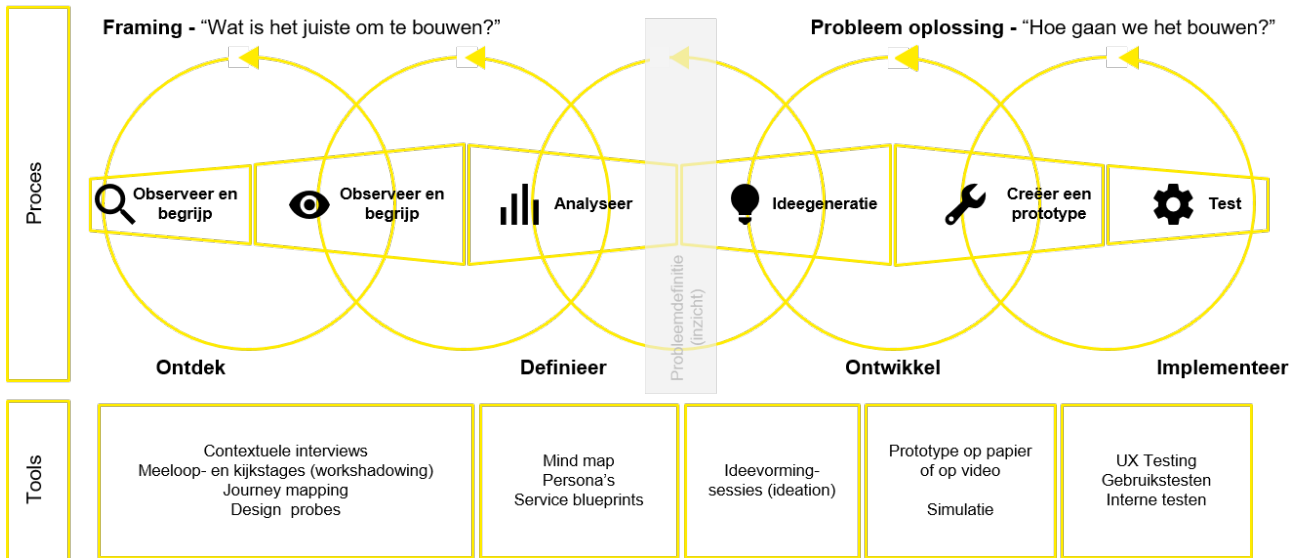 Framing - “Wat is het juiste om te bouwen?”
Probleem oplossing - “Hoe gaan we het bouwen?”
Proces
Observeer en
begrijp
Observeer en
begrijp
Analyseer
Ideegeneratie
Creëer een
prototype
Test
Probleemdefinitie
(inzicht)
Ontdek
Definieer
Ontwikkel
Implementeer
Tools
Contextuele interviews
Meeloop- en kijkstages (workshadowing)
Journey mapping
Design probes
Mind map
Persona’s
Service blueprints
Ideevorming-
sessies (ideation)
Prototype op papier
of op video
Simulatie
UX Testing
Gebruikstesten
Interne testen